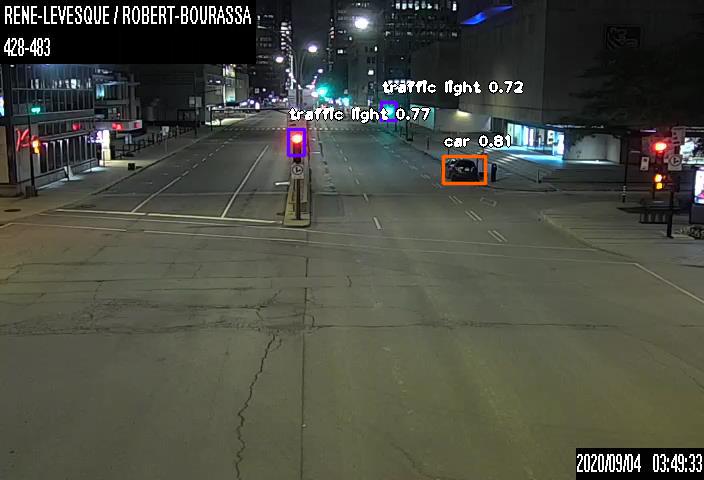 RENE-LEVESQUE / ROBERT-BOURASSA
428-483
traffic light 0.72
traffic light 0.77
car 0.81
2020/09/04 03:49:33